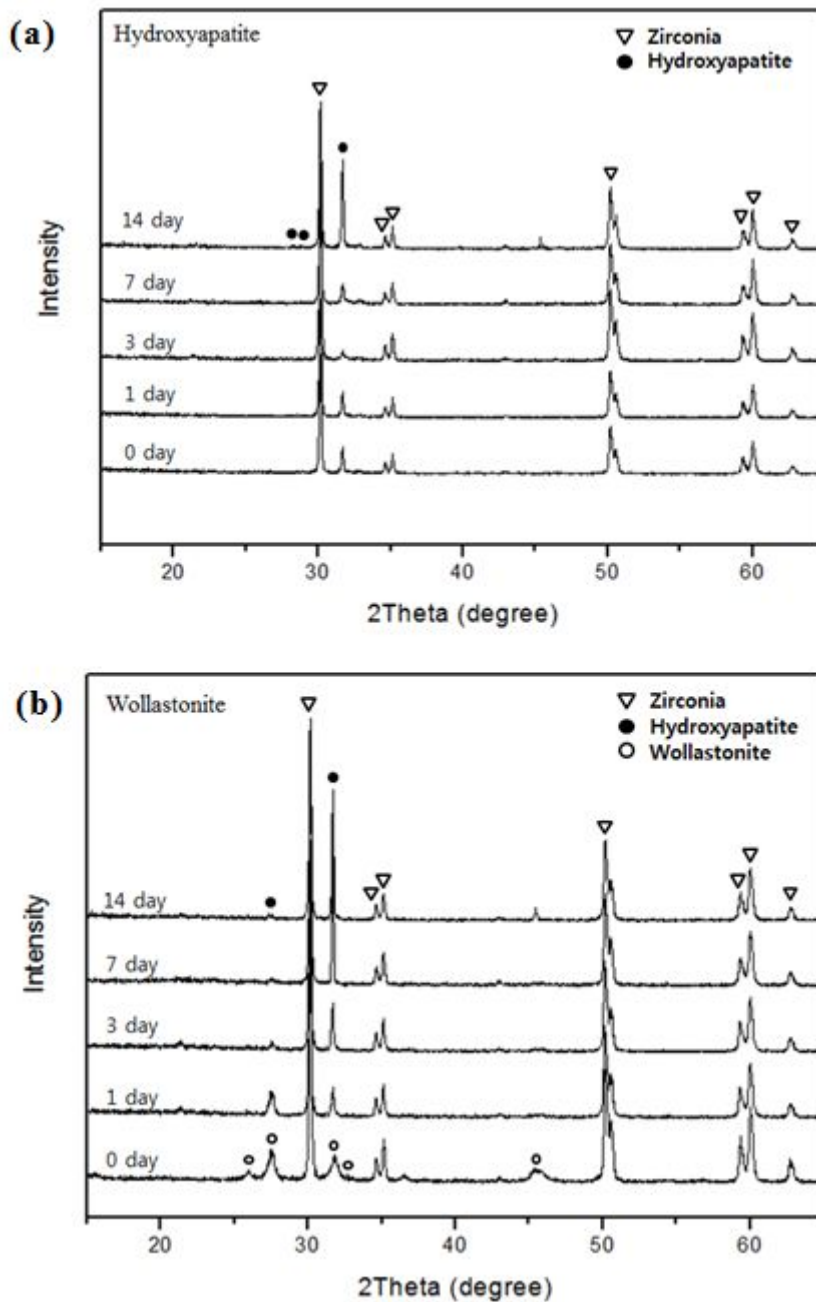 (a)
Hydroxyapatite
▽ Zirconia
● Hydroxyapatite
14 day
7 day
3 day
1 day
0 day
Intensity
20 30 40 50 60
2Theta (degree)
(b)
Wollastonite
▽ Zirconia
● Hydroxyapatite
○ Wollastonite
14 day
7 day
3 day
1 day
0 day
Intensity
20 30 40 50 60
2Theta (degree)